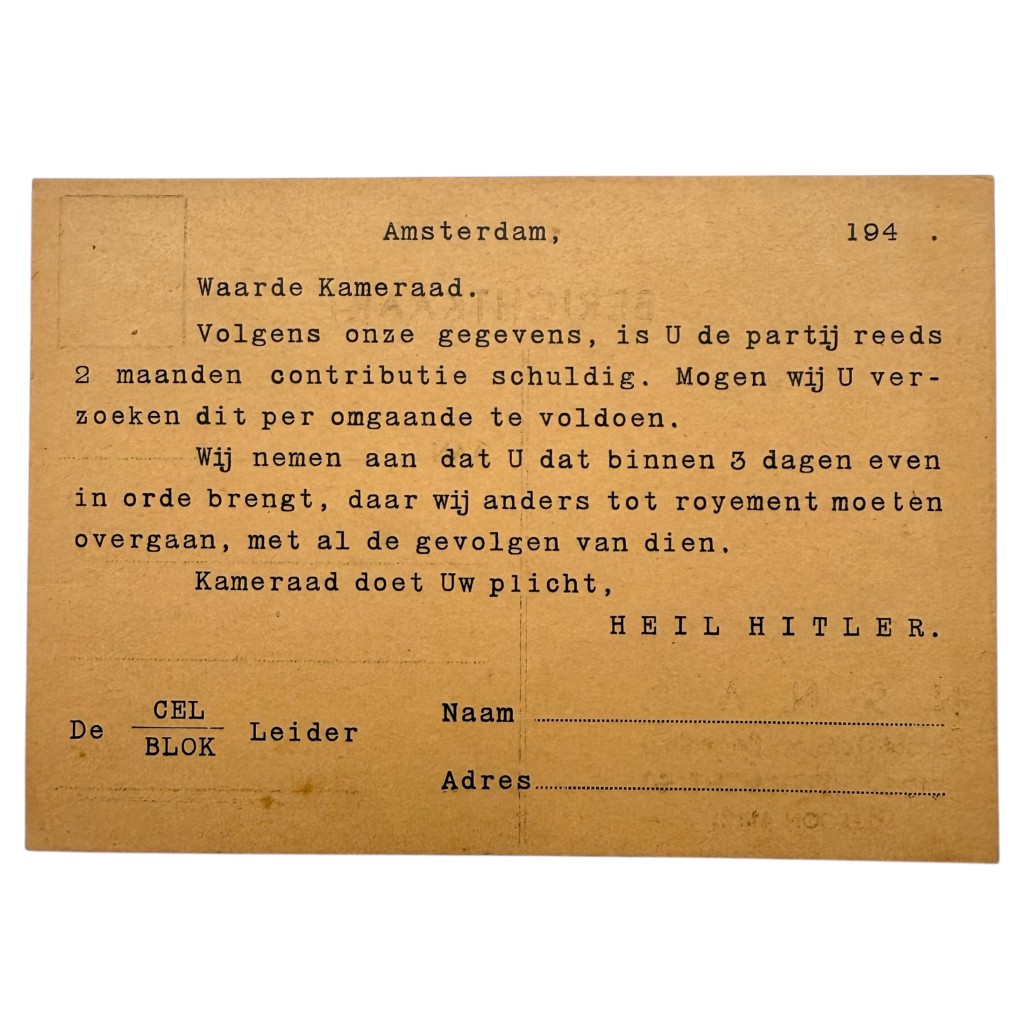 Amsterdam, 194 .
Waarde Kameraad.
Volgens onze gegevens, is U de partij reeds
2 maanden contributie schuldig. Mogen wij U ver-
zoeken dit per omgaande te voldoen.
Wij nemen aan dat U dat binnen 3 dagen even
in orde brengt, daar wij anders tot royement moeten
overgaan, met al de gevolgen van dien.
Kameraad doet Uw plicht,
HEIL HITLER.
De CEL Leider
BLOK
Naam
Adres